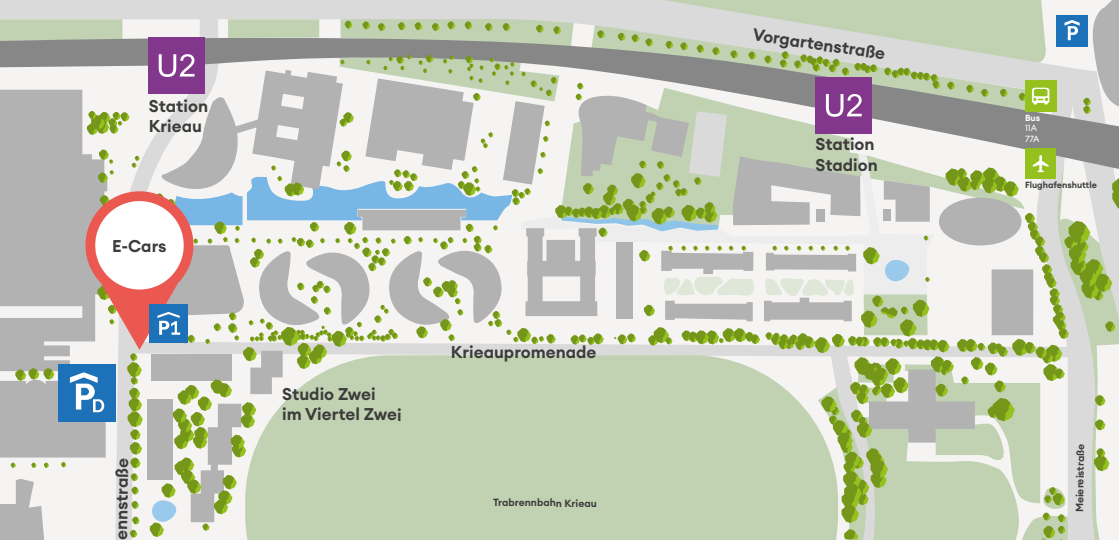 Vorgartenstraße
P
U2
Station
Krieau
U2
Station
Stadion
Bus
11A
77A
Flughafenshuttle
E-Cars
P1
Krieaupromenade
PD
Studio Zwei
im Viertel Zwei
ennstraße
Trabrennbahn Krieau
Meiereistraße